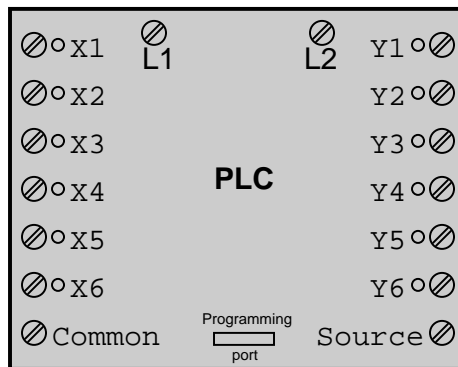 X1 L1 L2 Y1
X2 Y2
X3 Y3
X4 PLC Y4
X5 Y5
X6 Y6
Programming
Common Source
port